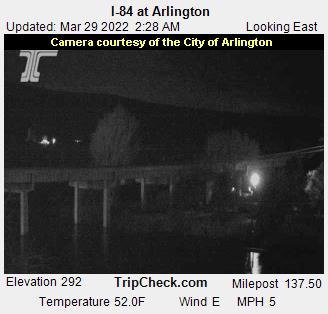 I-84 at Arlington
Updated: Mar 29 2022 2:28 AM Looking East
Camera courtesy of the City of Arlington
Elevation 292 TripCheck.com Milepost 137.50
Temperature 52.0F Wind E MPH 5